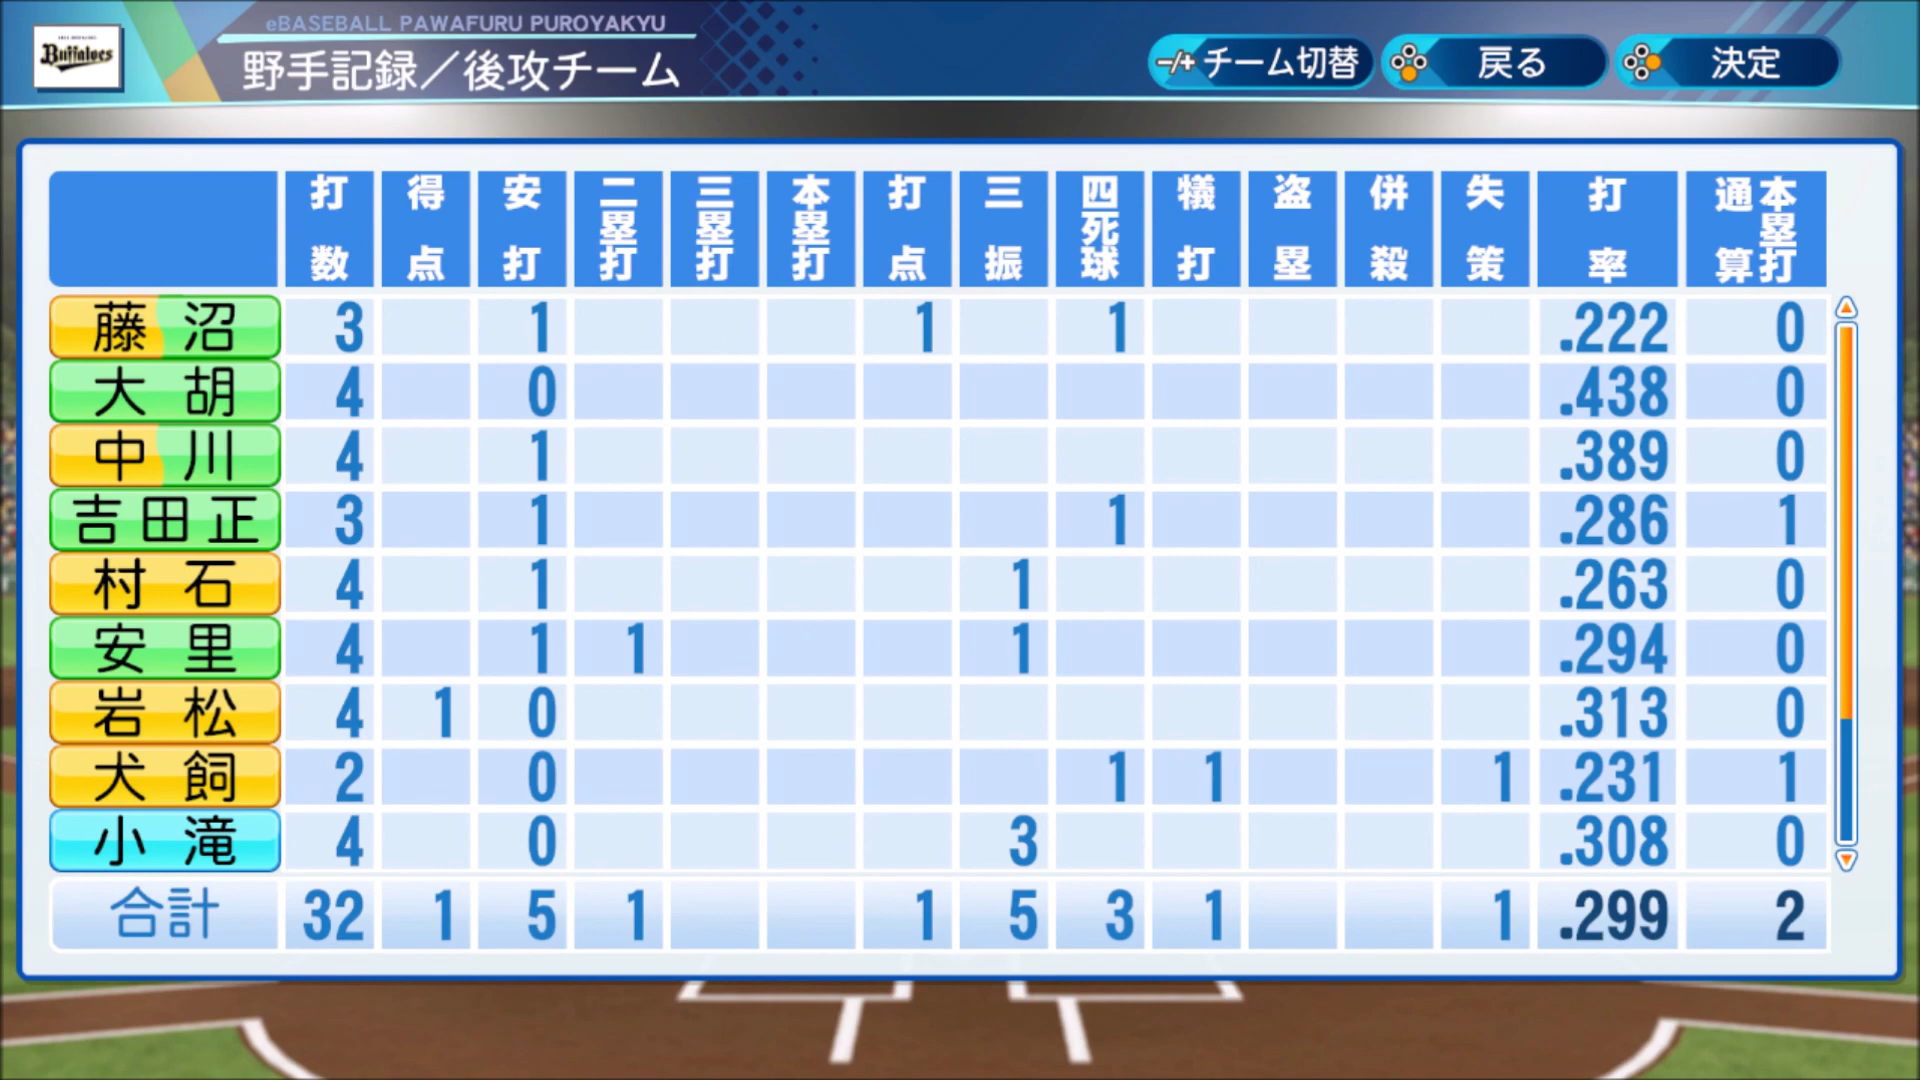 Buffaloes
eBASEBALL PAWAFURU PUROYAKYU
野手記録／後攻チーム
-/+ チーム切替
戻る
決定
打数 得点 安打 二塁打 三塁打 本塁打 打点 三振 四死球 犠打 盗塁 併殺 失策 打率 通算本塁打
藤沼 3 1 1 1 .222 0
大胡 4 0 .438 0
中川 4 1 .389 0
吉田正 3 1 1 .286 1
村石 4 1 1 .263 0
安里 4 1 1 1 .294 0
岩松 4 1 0 .313 0
犬飼 2 0 1 1 1 .231 1
小滝 4 0 3 .308 0
合計 32 1 5 1 1 5 3 1 1 .299 2